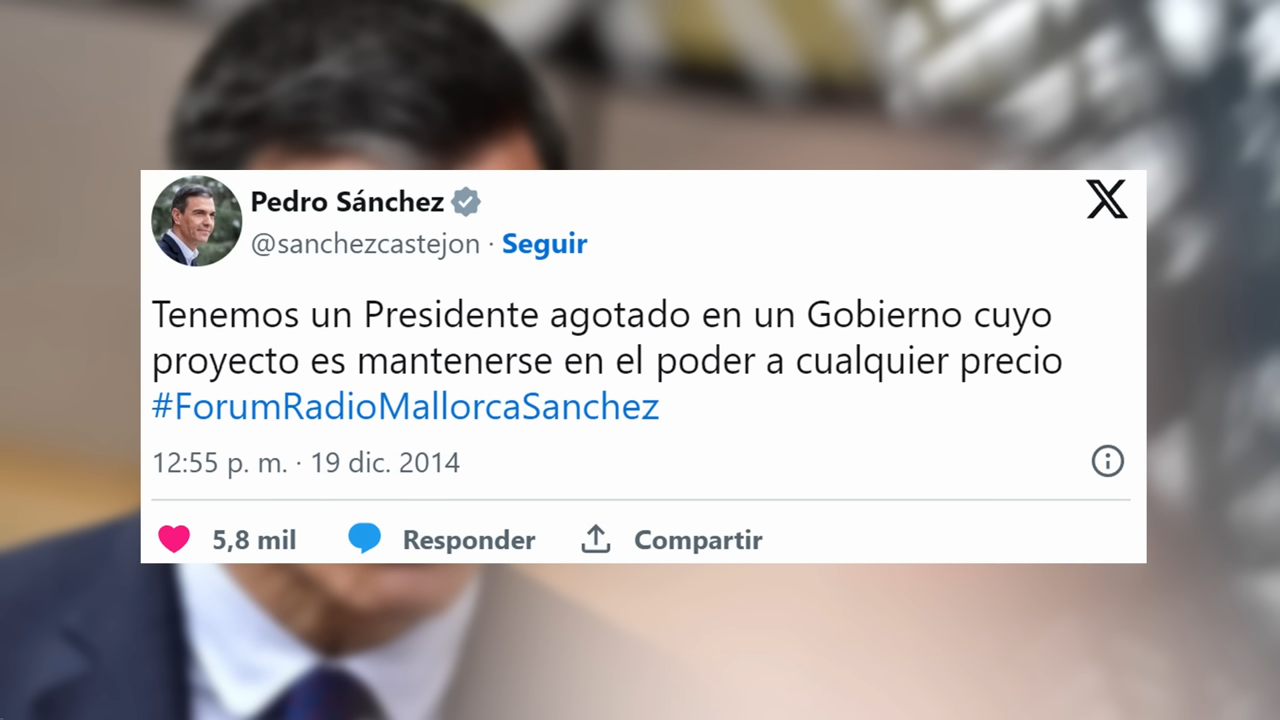 Pedro Sánchez
@sanchezcastejon · Seguir
Tenemos un Presidente agotado en un Gobierno cuyo
proyecto es mantenerse en el poder a cualquier precio
#ForumRadioMallorcaSanchez
12:55 p. m. · 19 dic. 2014
5,8 mil Responder Compartir